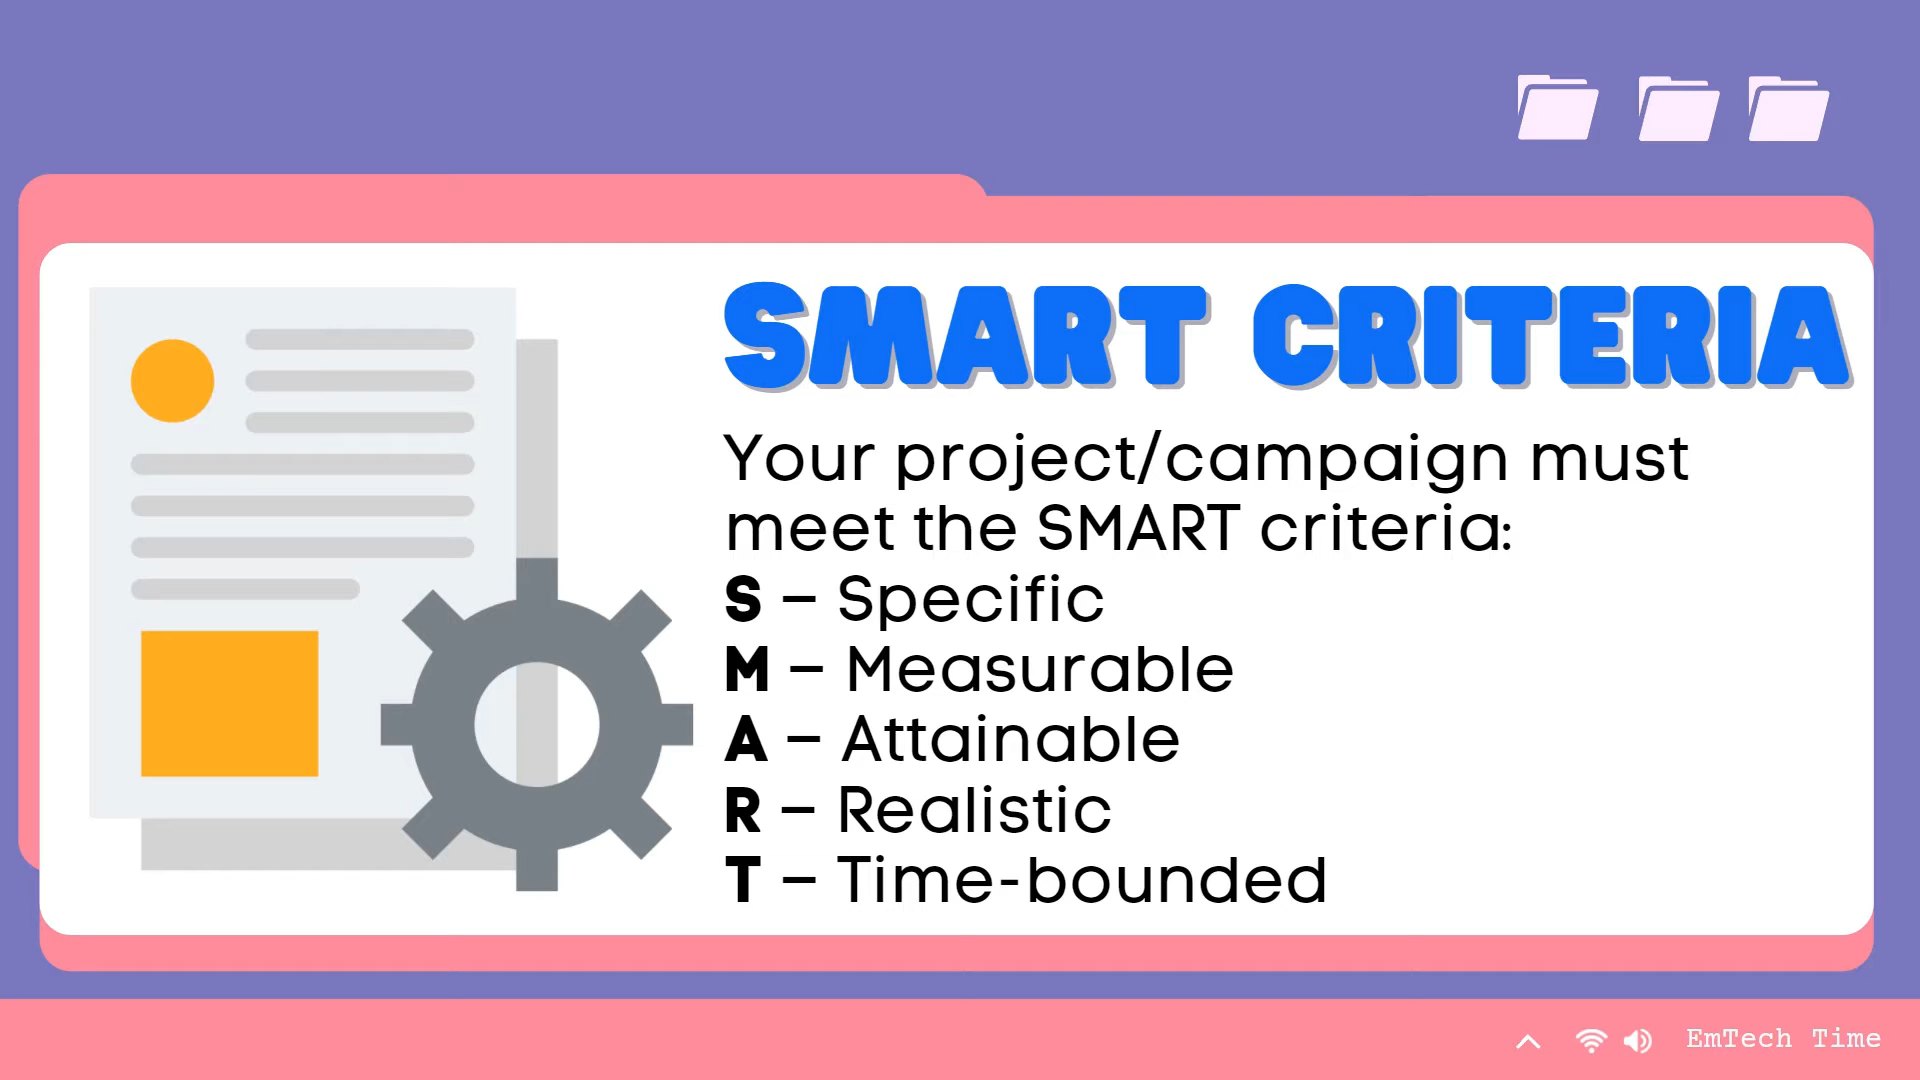 SMART CRITERIA
Your project/campaign must
meet the SMART criteria:
S – Specific
M – Measurable
A – Attainable
R – Realistic
T – Time-bounded
EmTech Time